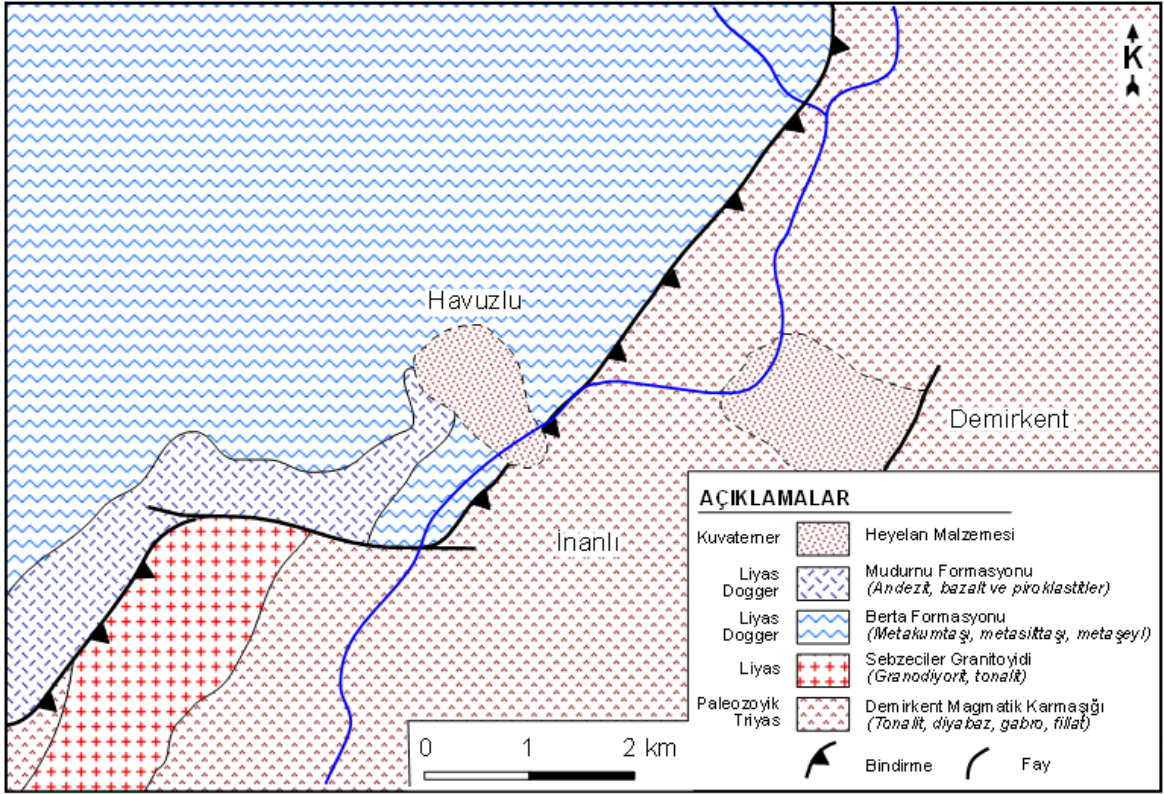 K
Havuzlu
Demirkent
İnanlı
AÇIKLAMALAR
Kuvaterner
Heyelan Malzemesi
Liyas
Dogger
Mudurnu Formasyonu
(Andezit, bazalt ve piroklastitler)
Liyas
Dogger
Berta Formasyonu
(Metakumtaşı, metasilttaşı, metaşeyl)
Liyas
Sebzeciler Granitoyidi
(Granodiyorit, tonalit)
Paleozoyik
Triyas
Demirkent Magmatik Karmaşığı
(Tonalit, diyabaz, gabro, fillat)
Bindirme
Fay
0 1 2 km